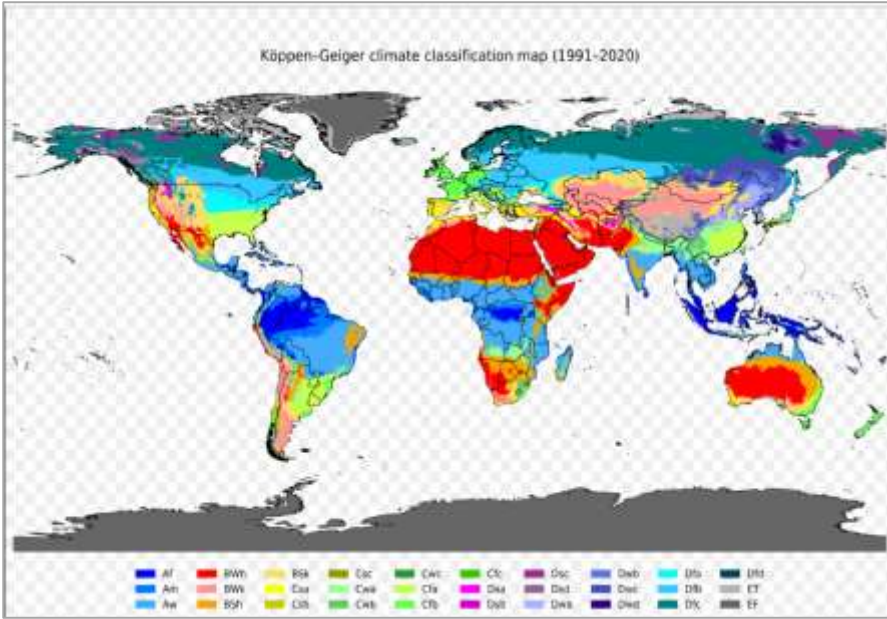 Köppen–Geiger climate classification map (1991–2020)
Af BWh BSk Csc Cwc Cfc Dsc Dwb Dfa Dfd
Am BWk Csa Cwa Cfa Dsa Dsd Dwc Dfb ET
Aw BSh Csb Cwb Cfb Dsb Dwa Dwd Dfc EF